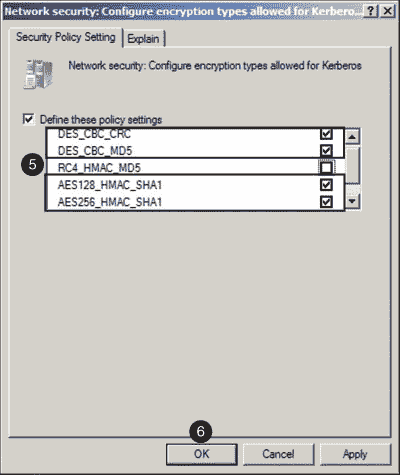 Network security: Configure encryption types allowed for Kerbero... ? X
Security Policy Setting Explain
Network security: Configure encryption types allowed for Kerberos
Define these policy settings
DES_CBC_CRC
DES_CBC_MD5
5 RC4_HMAC_MD5
AES128_HMAC_SHA1
AES256_HMAC_SHA1
6
OK Cancel Apply